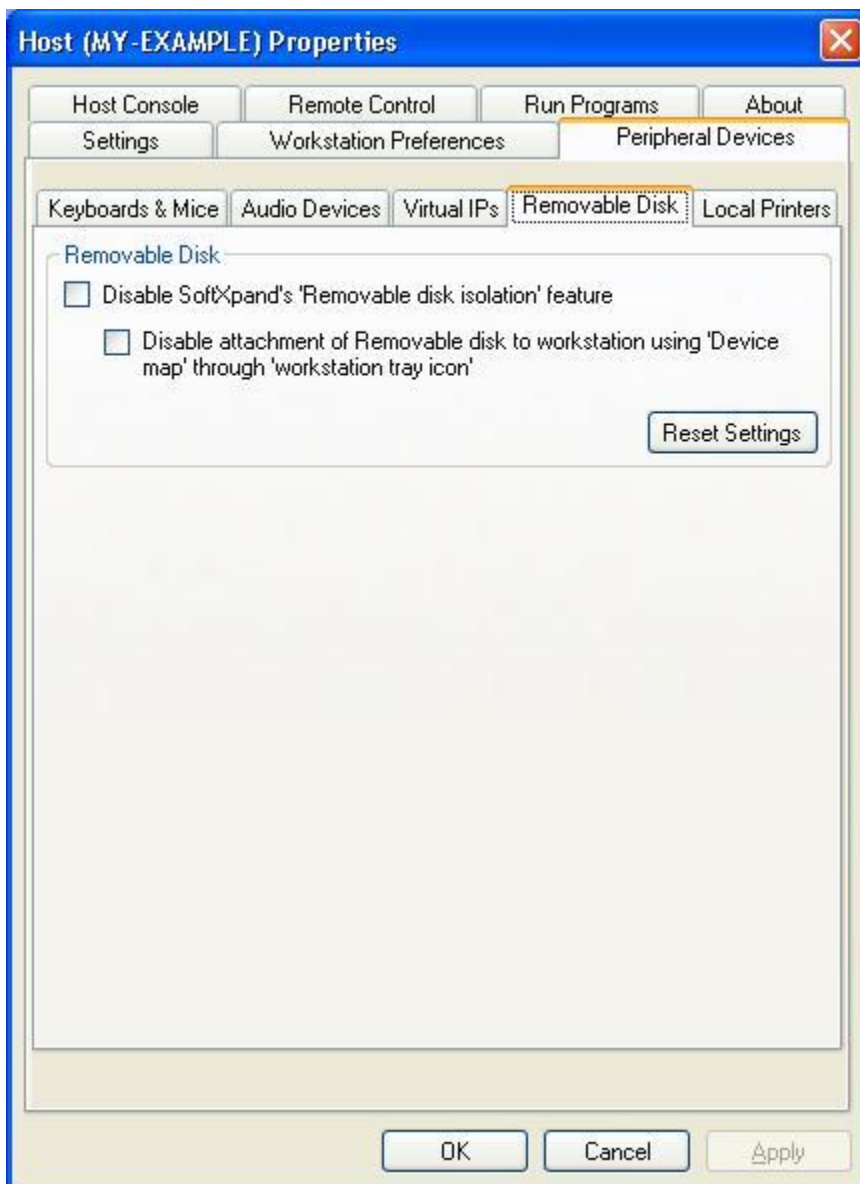 Host (MY-EXAMPLE) Properties
Host Console Remote Control Run Programs About
Settings Workstation Preferences Peripheral Devices
Keyboards & Mice Audio Devices Virtual IPs Removable Disk Local Printers
Removable Disk
Disable SoftXpand's 'Removable disk isolation' feature
Disable attachment of Removable disk to workstation using 'Device
map' through 'workstation tray icon'
Reset Settings
OK Cancel Apply